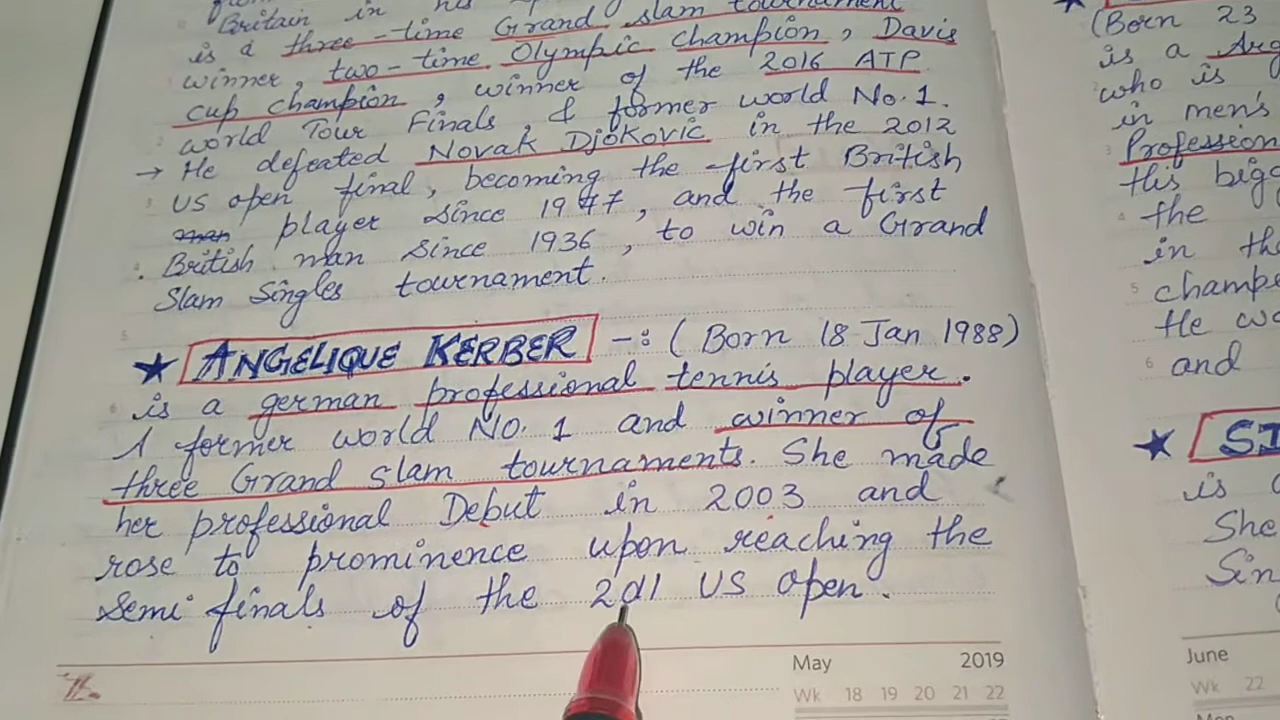 Britain in his
is a three-time Grand slam tournament
winner, two-time Olympic champion, Davis
cup champion, winner of the 2016 ATP
world Tour Finals & former world No. 1.
→ He defeated Novak Djokovic in the 2012
US open final, becoming the first British
player since 1977, and the first
British man since 1936, to win a Grand
Slam Singles tournament.
★ ANGELIQUE KERBER -: ( Born 18 Jan 1988)
is a german professional tennis player.
A former world No. 1 and winner of
three Grand slam tournaments. She made
her professional Debut in 2003 and
rose to prominence upon reaching the
semi finals of the 2011 US open.
May 2019
Wk 18 19 20 21 22
(Born 23
is a
who is
in men's
Profession
His
the
in
He
and
★ SI
is
She
Sin
June
Wk 22